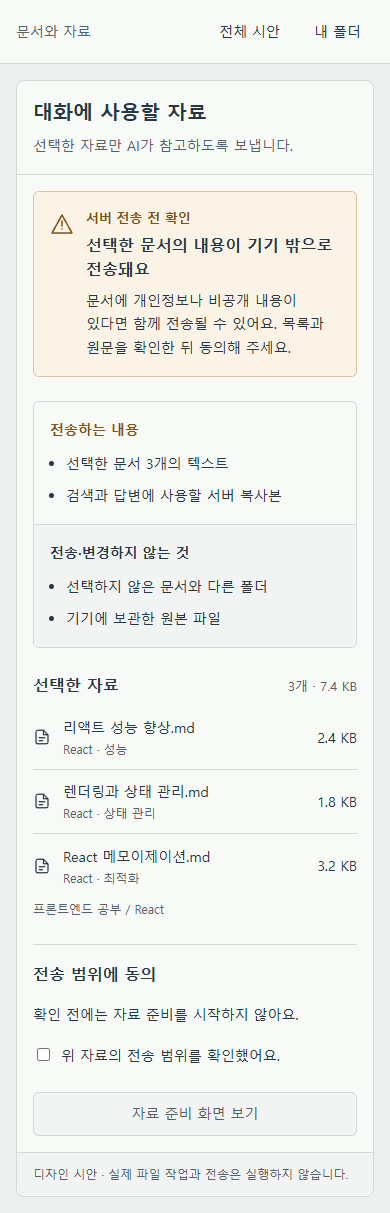 문서와 자료
전체 시안
내 폴더
대화에 사용할 자료
선택한 자료만 AI가 참고하도록 보냅니다.
서버 전송 전 확인
선택한 문서의 내용이 기기 밖으로
전송돼요
문서에 개인정보나 비공개 내용이
있다면 함께 전송될 수 있어요. 목록과
원문을 확인한 뒤 동의해 주세요.
전송하는 내용
• 선택한 문서 3개의 텍스트
• 검색과 답변에 사용할 서버 복사본
전송·변경하지 않는 것
• 선택하지 않은 문서와 다른 폴더
• 기기에 보관한 원본 파일
선택한 자료
3개 · 7.4 KB
리액트 성능 향상.md
React · 성능
2.4 KB
렌더링과 상태 관리.md
React · 상태 관리
1.8 KB
React 메모이제이션.md
React · 최적화
3.2 KB
프론트엔드 공부 / React
전송 범위에 동의
확인 전에는 자료 준비를 시작하지 않아요.
위 자료의 전송 범위를 확인했어요.
자료 준비 화면 보기
디자인 시안 · 실제 파일 작업과 전송은 실행하지 않습니다.